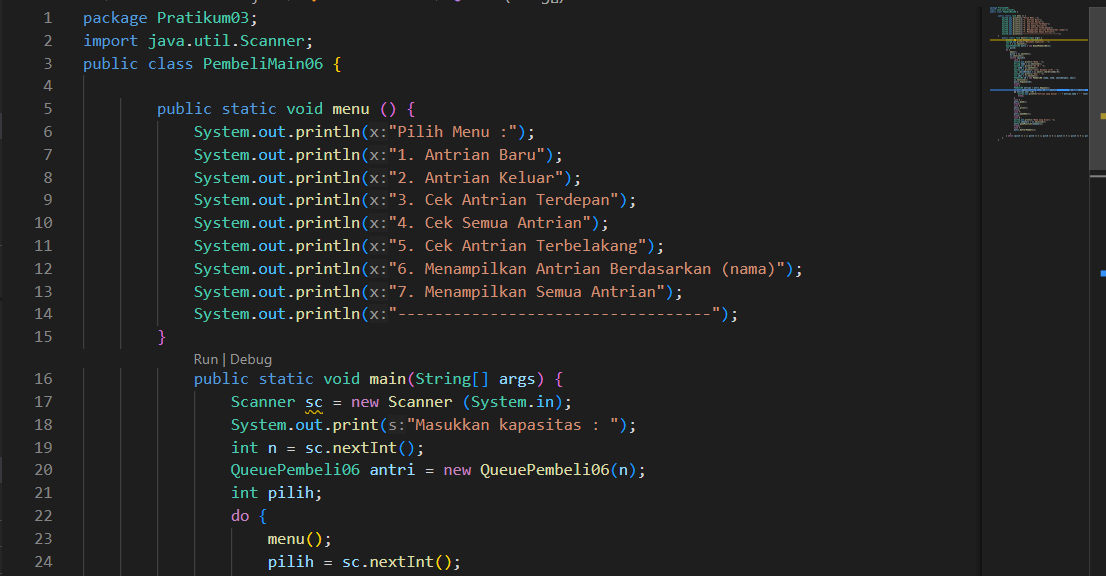 1 package Pratikum03;
2 import java.util.Scanner;
3 public class PembeliMain06 {
4
5 public static void menu () {
6 System.out.println(x:"Pilih Menu :");
7 System.out.println(x:"1. Antrian Baru");
8 System.out.println(x:"2. Antrian Keluar");
9 System.out.println(x:"3. Cek Antrian Terdepan");
10 System.out.println(x:"4. Cek Semua Antrian");
11 System.out.println(x:"5. Cek Antrian Terbelakang");
12 System.out.println(x:"6. Menampilkan Antrian Berdasarkan (nama)");
13 System.out.println(x:"7. Menampilkan Semua Antrian");
14 System.out.println(x:"----------------------------------");
15 }
Run | Debug
16 public static void main(String[] args) {
17 Scanner sc = new Scanner (System.in);
18 System.out.print(s:"Masukkan kapasitas : ");
19 int n = sc.nextInt();
20 QueuePembeli06 antri = new QueuePembeli06(n);
21 int pilih;
22 do {
23 menu();
24 pilih = sc.nextInt();